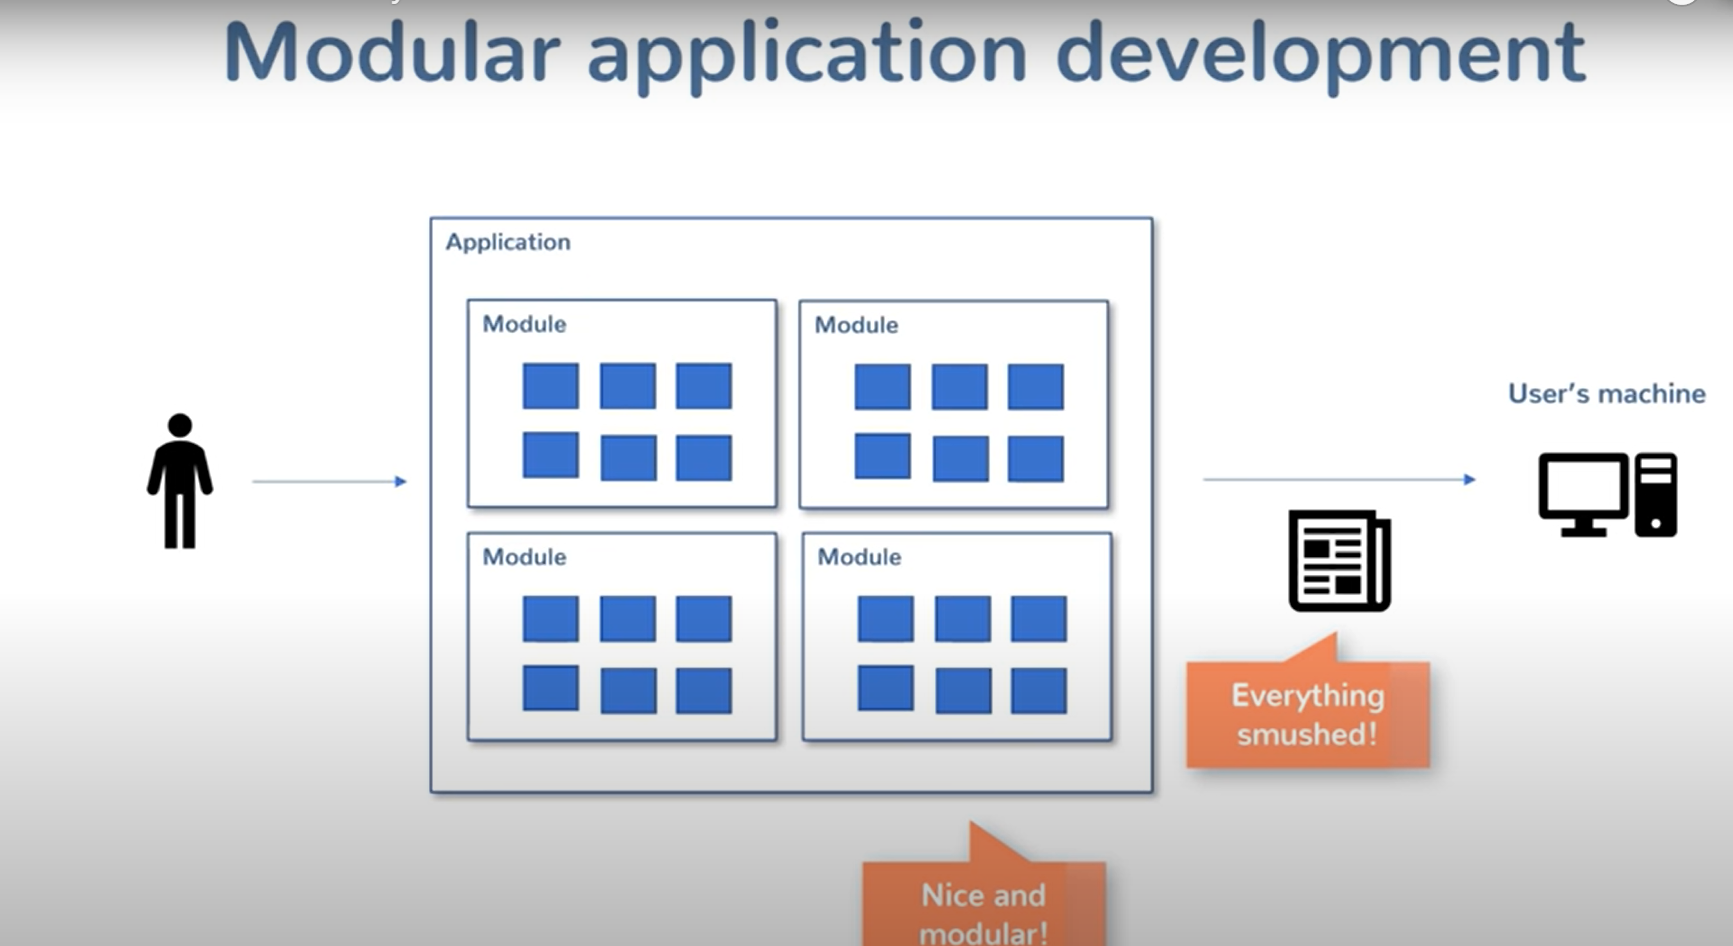 Modular application development
Application
Module
Module
User's machine
Module
Module
Everything
smushed!
Nice and
modular!